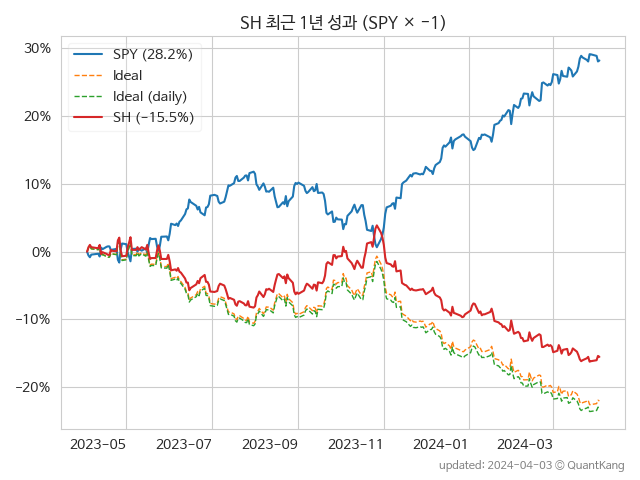 SH 최근 1년 성과 (SPY × −1)
30%
20%
10%
0%
−10%
−20%
SPY (28.2%)
Ideal
Ideal (daily)
SH (−15.5%)
2023−05
2023−07
2023−09
2023−11
2024−01
2024−03
updated: 2024−04−03 © QuantKang